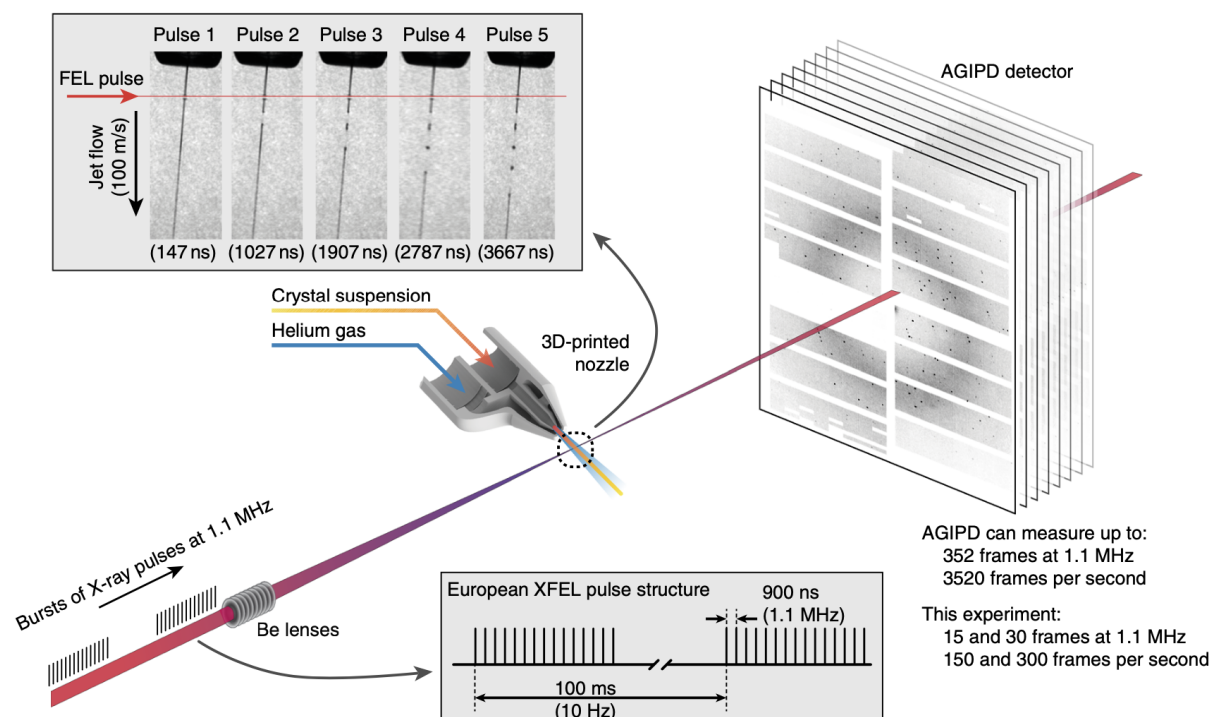 Pulse 1 Pulse 2 Pulse 3 Pulse 4 Pulse 5
FEL pulse
Jet flow
(100 m/s)
(147 ns) (1027 ns) (1907 ns) (2787 ns) (3667 ns)
AGIPD detector
Crystal suspension
Helium gas
3D-printed
nozzle
Bursts of X-ray pulses at 1.1 MHz
Be lenses
European XFEL pulse structure
900 ns
(1.1 MHz)
100 ms
(10 Hz)
AGIPD can measure up to:
352 frames at 1.1 MHz
3520 frames per second
This experiment:
15 and 30 frames at 1.1 MHz
150 and 300 frames per second